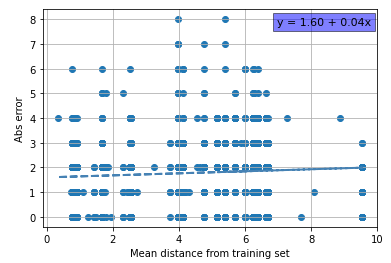 y = 1.60 + 0.04x
8
7
6
5
4
3
2
1
0
Abs error
0 2 4 6 8 10
Mean distance from training set